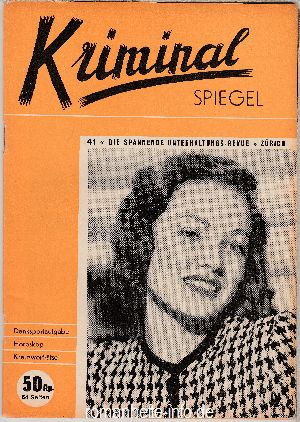 Kriminal
SPIEGEL
41 • DIE SPANNENDE UNTERHALTUNGS-REVUE • ZÜRICH
Denksportaufgabe
Horoskop
Kreuzworträtsel
50 Rp.
64 Seiten
romanhefte-info.de